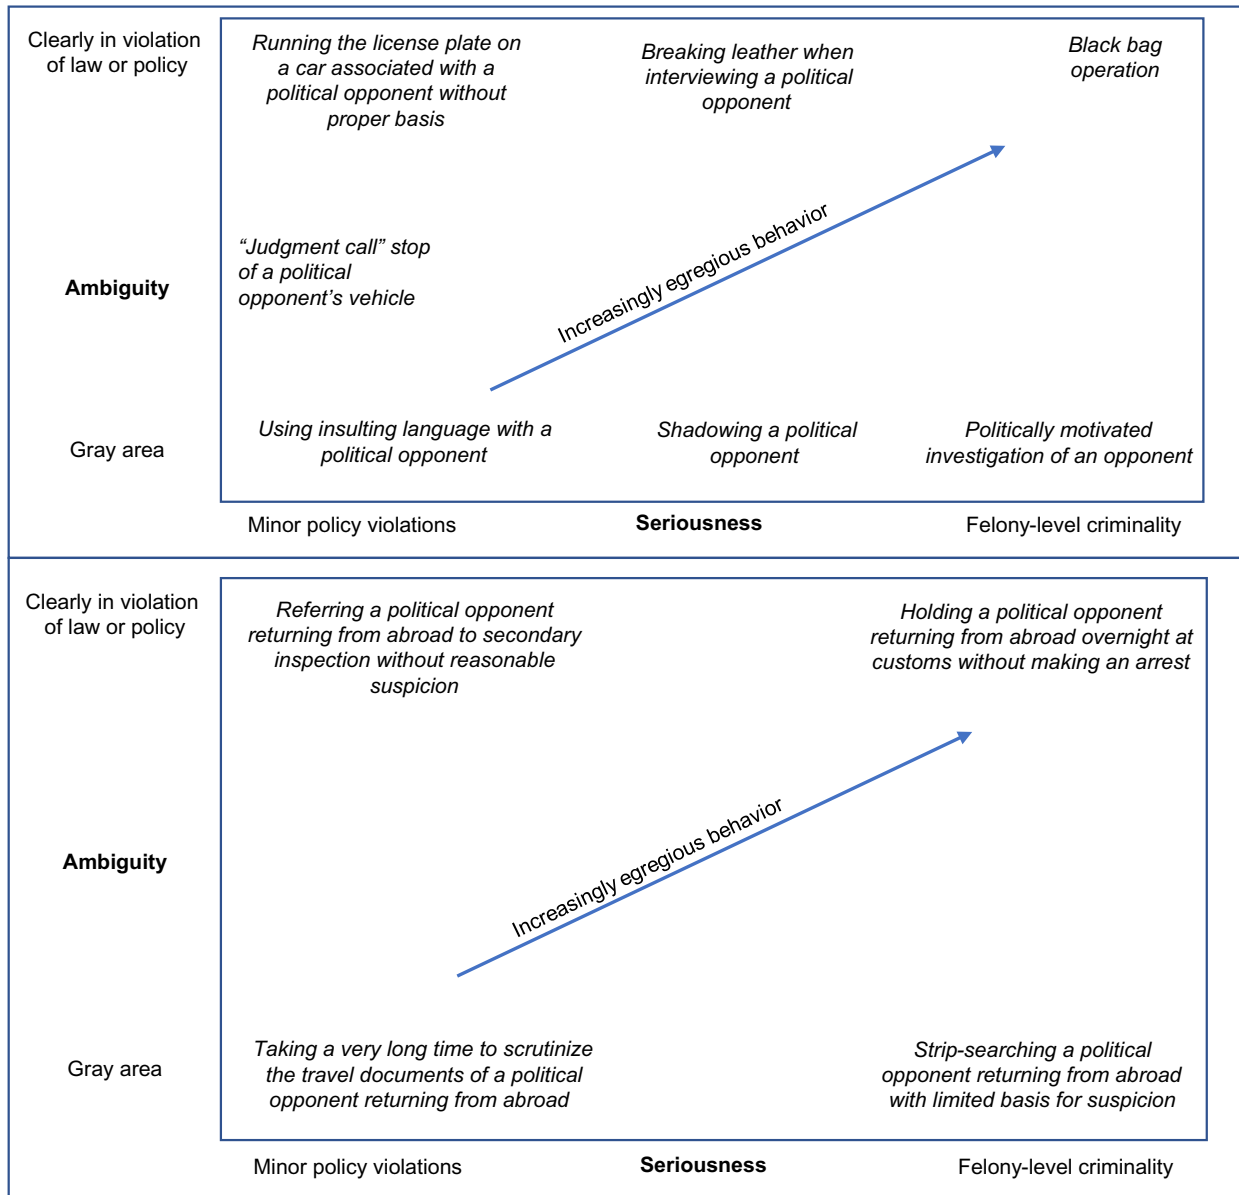 Clearly in violation
of law or policy
Running the license plate on
a car associated with a
political opponent without
proper basis
Breaking leather when
interviewing a political
opponent
Black bag
operation
Increasingly egregious behavior
“Judgment call” stop
of a political
opponent’s vehicle
Ambiguity
Gray area
Using insulting language with a
political opponent
Shadowing a political
opponent
Politically motivated
investigation of an opponent
Minor policy violations
Seriousness
Felony-level criminality
Clearly in violation
of law or policy
Referring a political opponent
returning from abroad to secondary
inspection without reasonable
suspicion
Holding a political opponent
returning from abroad overnight at
customs without making an arrest
Increasingly egregious behavior
Ambiguity
Gray area
Taking a very long time to scrutinize
the travel documents of a political
opponent returning from abroad
Strip-searching a political
opponent returning from abroad
with limited basis for suspicion
Minor policy violations
Seriousness
Felony-level criminality